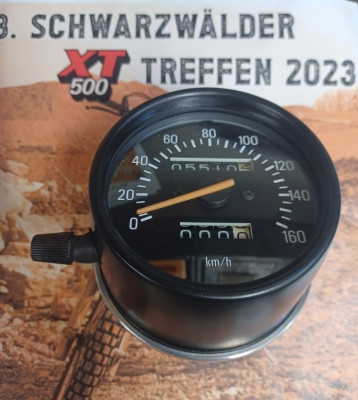 3. SCHWARZWÄLDER
XT
500
TREFFEN 2023
0 20 40 60 80 100 120 140 160
km/h